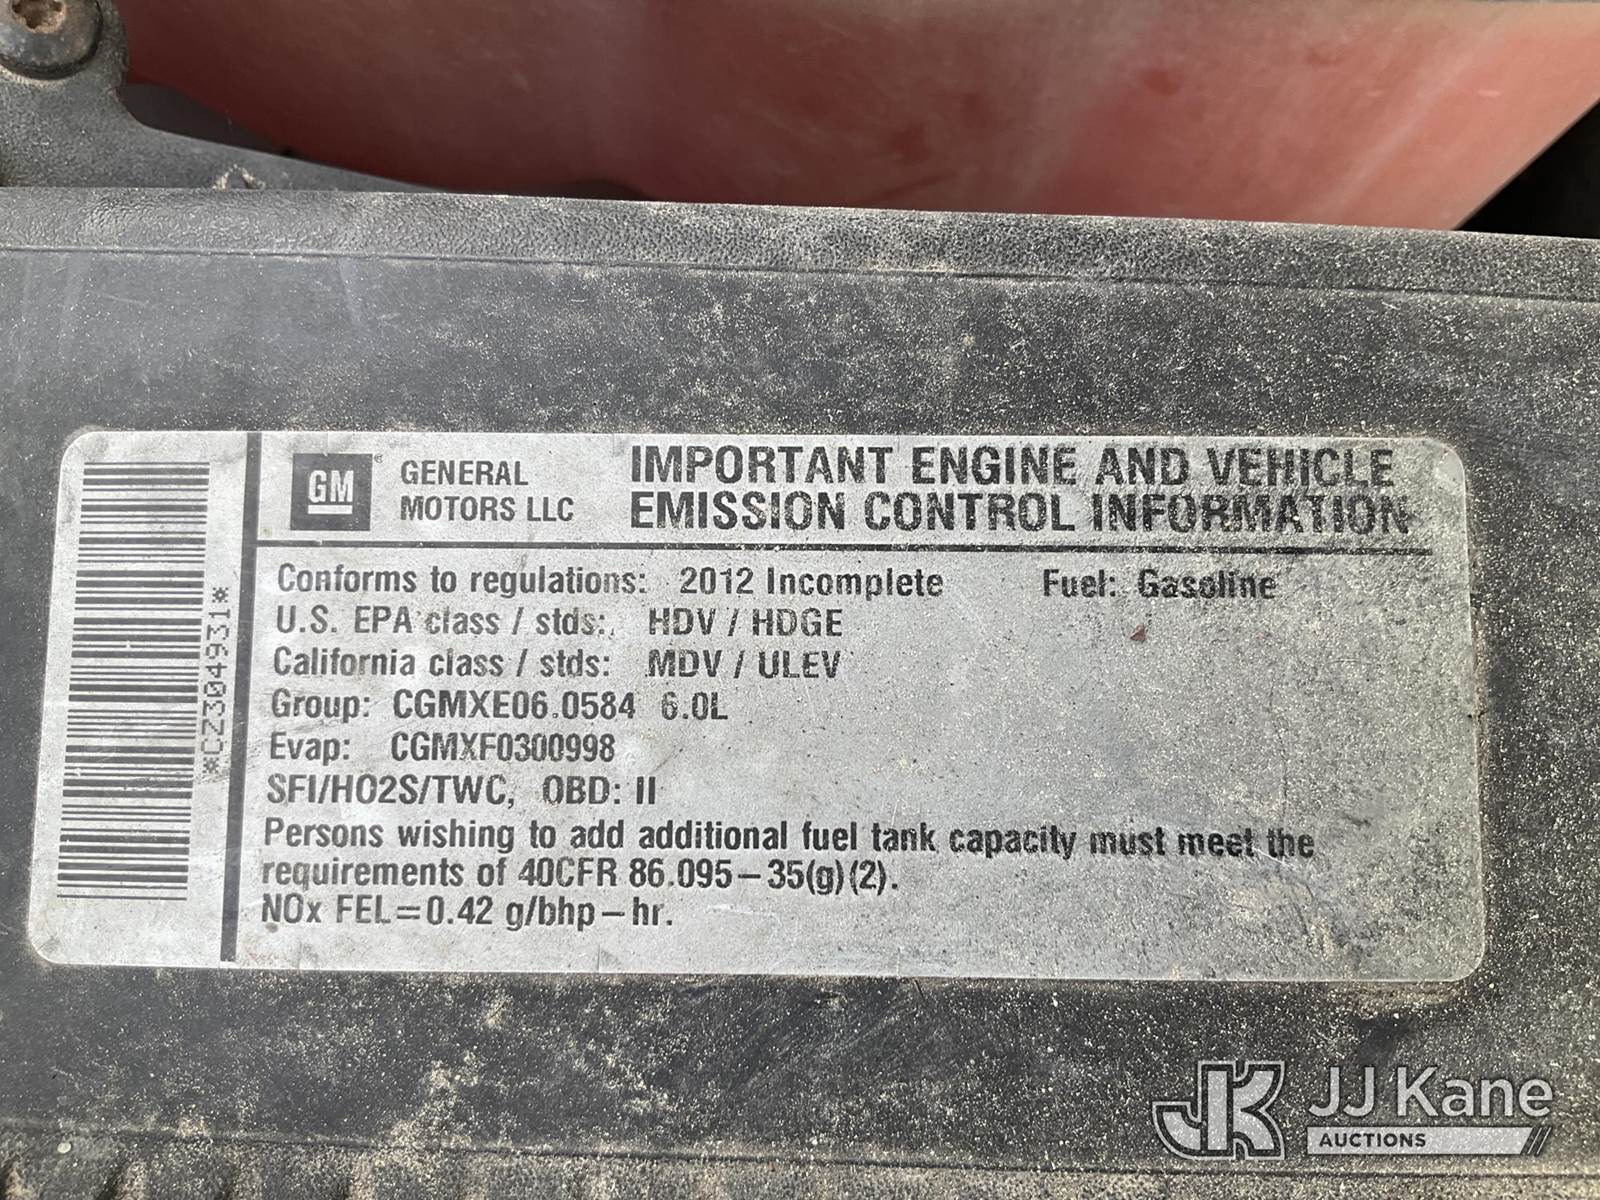 *CZ304931*
GM
GENERAL
MOTORS LLC
IMPORTANT ENGINE AND VEHICLE
EMISSION CONTROL INFORMATION
Conforms to regulations: 2012 Incomplete Fuel: Gasoline
U.S. EPA class / stds: HDV / HDGE
California class / stds: MDV / ULEV
Group: CGMXE06.0584 6.0L
Evap: CGMXF0300998
SFI/HO2S/TWC, OBD: II
Persons wishing to add additional fuel tank capacity must meet the
requirements of 40CFR 86.095–35(g)(2).
NOx FEL=0.42 g/bhp–hr.
JK JJ Kane
AUCTIONS